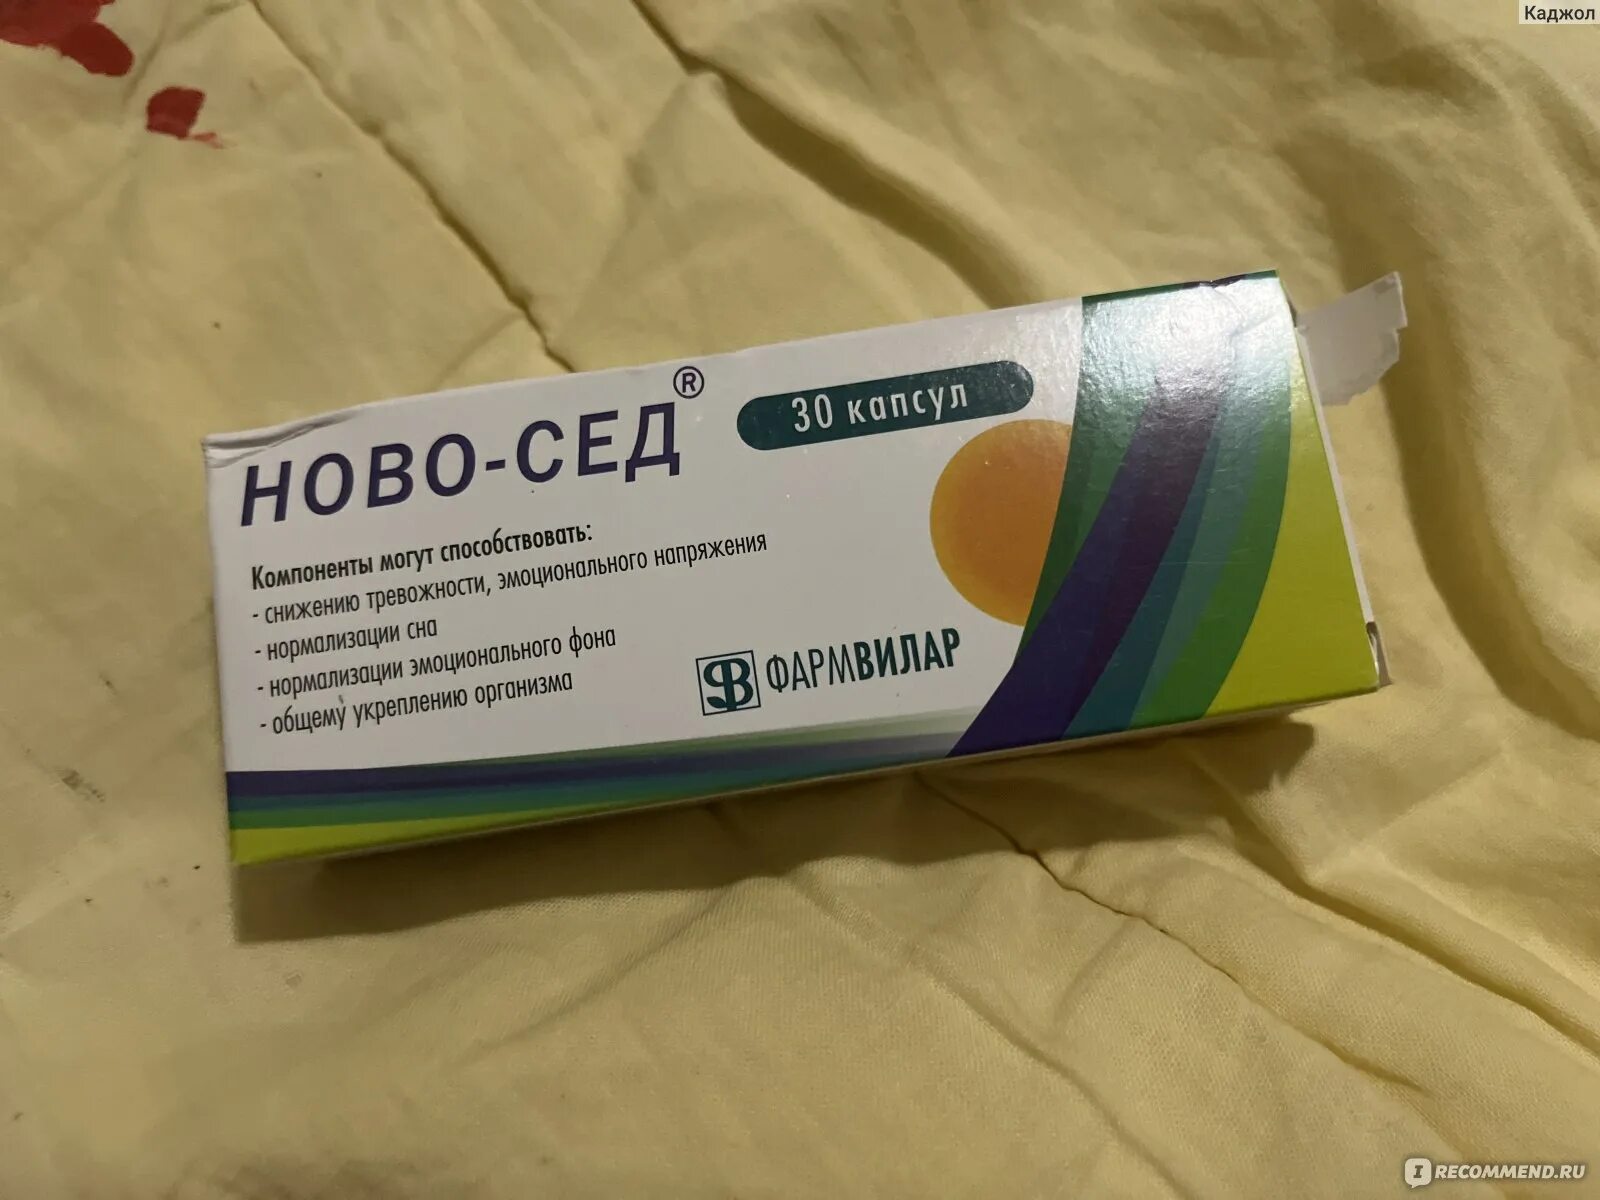 Каджол
НОВО-СЕД®
30 капсул
Компоненты могут способствовать:
- снижению тревожности, эмоционального напряжения
- нормализации сна
- нормализации эмоционального фона
- общему укреплению организма
ФВ ФАРМВИЛАР
I RECOMMEND.RU